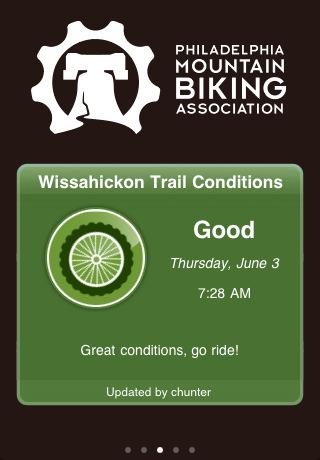 PHILADELPHIA
MOUNTAIN
BIKING
ASSOCIATION
Wissahickon Trail Conditions
Good
Thursday, June 3
7:28 AM
Great conditions, go ride!
Updated by chunter